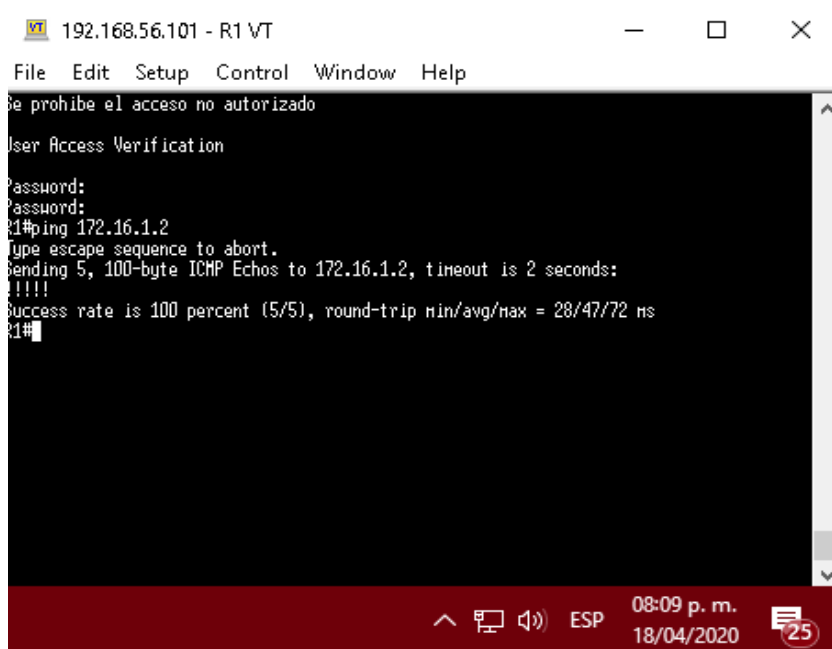 VT 192.168.56.101 - R1 VT
File Edit Setup Control Window Help
Se prohibe el acceso no autorizado
User Access Verification
Password:
Password:
R1#ping 172.16.1.2
Type escape sequence to abort.
Sending 5, 100-byte ICMP Echos to 172.16.1.2, timeout is 2 seconds:
!!!!!
Success rate is 100 percent (5/5), round-trip min/avg/max = 28/47/72 ms
R1#
ESP 08:09 p. m.
18/04/2020
25